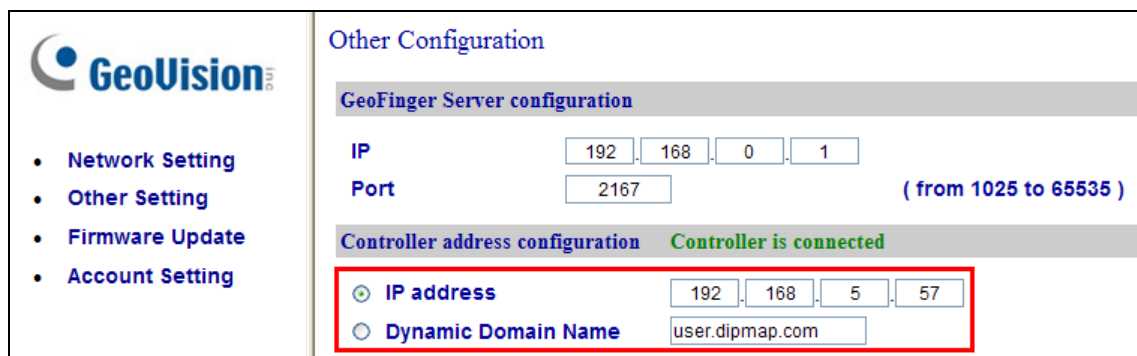 GeoVision inc
Network Setting
Other Setting
Firmware Update
Account Setting
Other Configuration
GeoFinger Server configuration
IP 192 . 168 . 0 . 1
Port 2167 ( from 1025 to 65535 )
Controller address configuration Controller is connected
IP address 192 . 168 . 5 . 57
Dynamic Domain Name user.dipmap.com